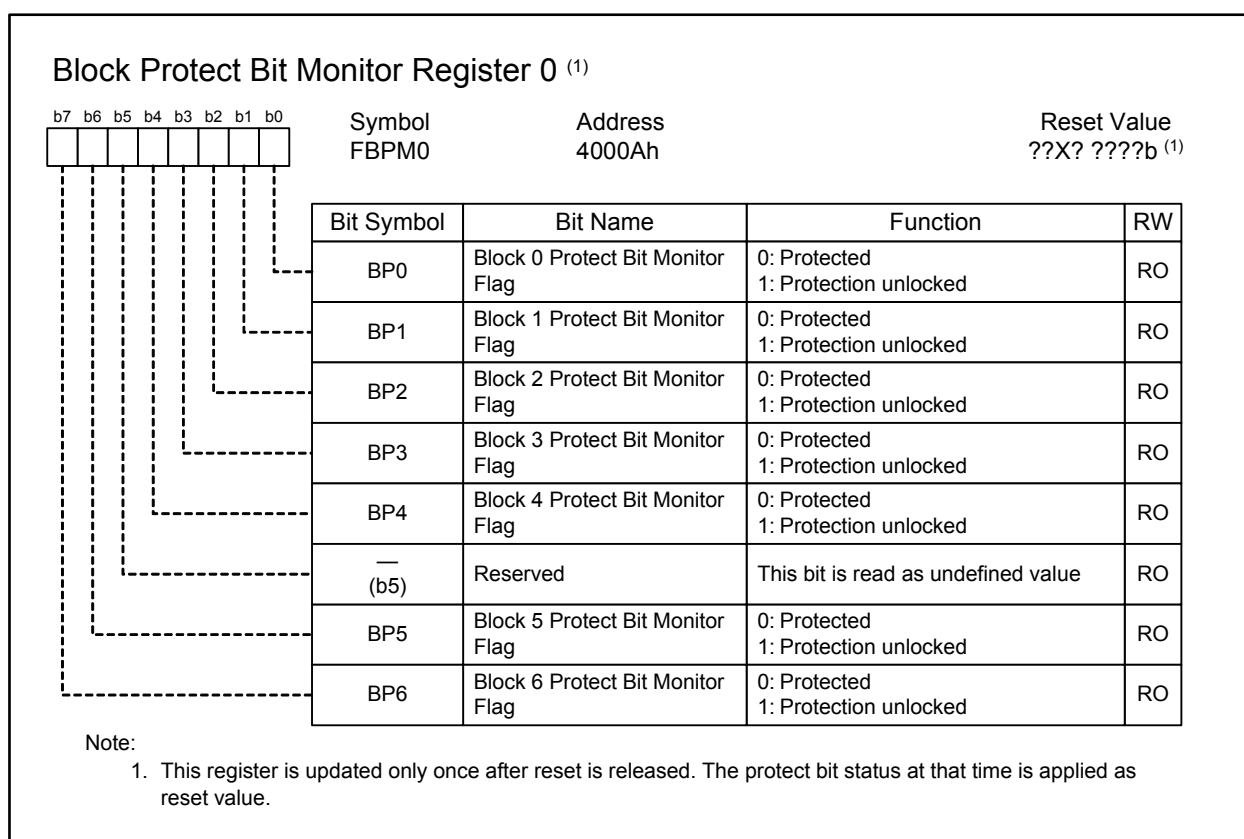 Block Protect Bit Monitor Register 0 (1)
b7 b6 b5 b4 b3 b2 b1 b0
Symbol Address Reset Value
FBPM0 4000Ah ??X? ????b (1)
Bit Symbol Bit Name Function RW
BP0 Block 0 Protect Bit Monitor Flag 0: Protected 1: Protection unlocked RO
BP1 Block 1 Protect Bit Monitor Flag 0: Protected 1: Protection unlocked RO
BP2 Block 2 Protect Bit Monitor Flag 0: Protected 1: Protection unlocked RO
BP3 Block 3 Protect Bit Monitor Flag 0: Protected 1: Protection unlocked RO
BP4 Block 4 Protect Bit Monitor Flag 0: Protected 1: Protection unlocked RO
— (b5) Reserved This bit is read as undefined value RO
BP5 Block 5 Protect Bit Monitor Flag 0: Protected 1: Protection unlocked RO
BP6 Block 6 Protect Bit Monitor Flag 0: Protected 1: Protection unlocked RO
Note:
1. This register is updated only once after reset is released. The protect bit status at that time is applied as
reset value.